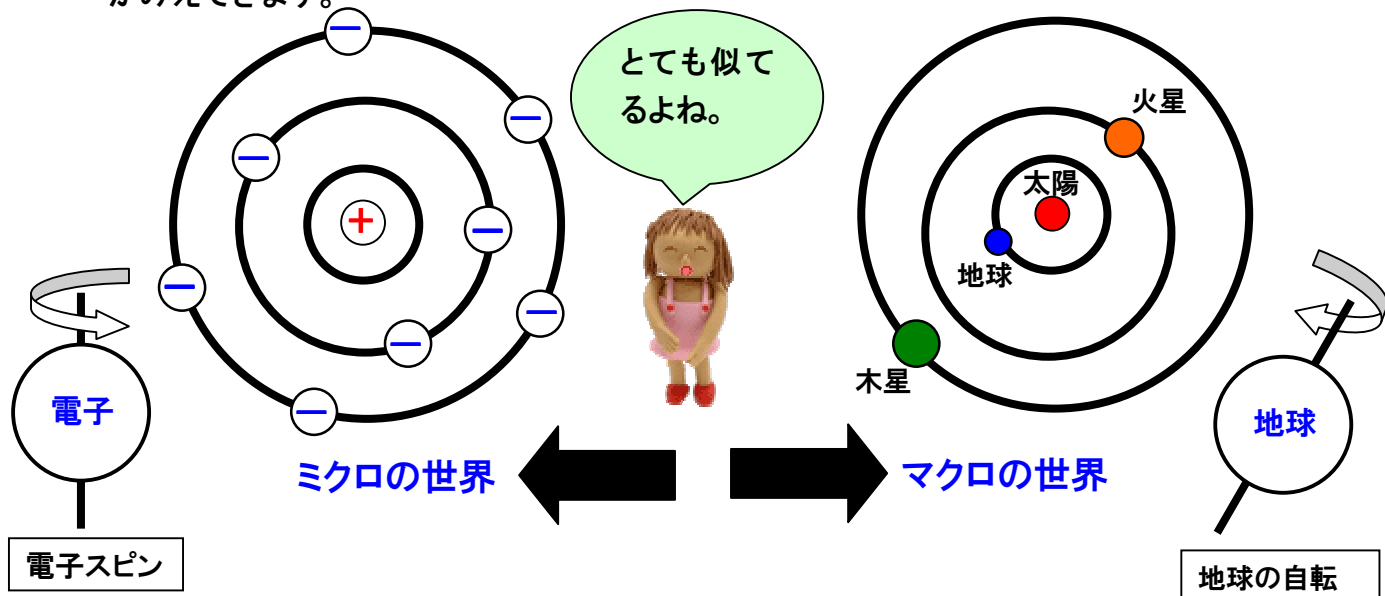 とても似て
るよね。
火星
太陽
地球
木星
+
−
−
−
−
−
−
−
−
電子
地球
ミクロの世界
マクロの世界
電子スピン
地球の自転